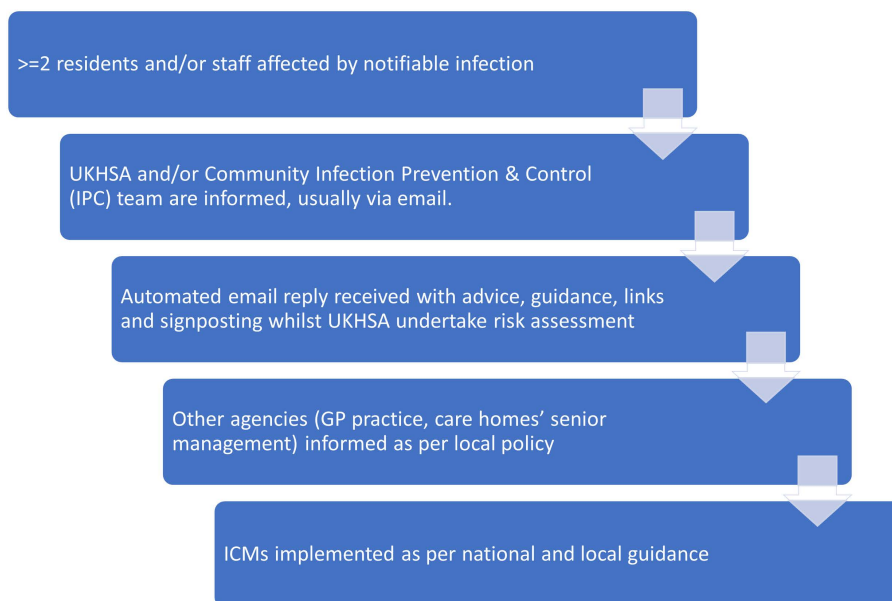 >=2 residents and/or staff affected by notifiable infection
UKHSA and/or Community Infection Prevention & Control
(IPC) team are informed, usually via email.
Automated email reply received with advice, guidance, links
and signposting whilst UKHSA undertake risk assessment
Other agencies (GP practice, care homes’ senior
management) informed as per local policy
ICMs implemented as per national and local guidance